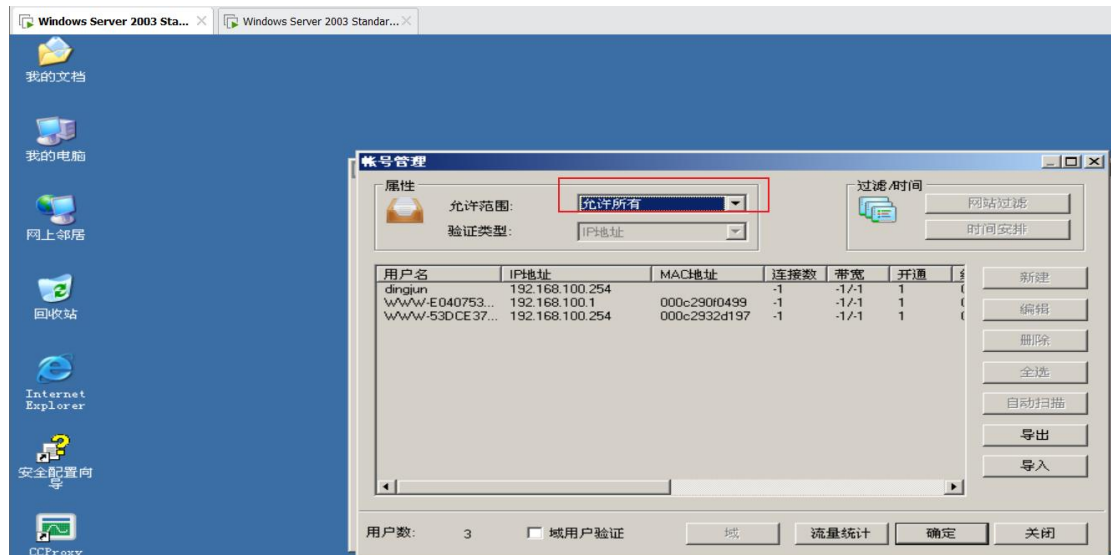 Windows Server 2003 Sta...
Windows Server 2003 Standar...
我的文档
我的电脑
网上邻居
回收站
Internet
Explorer
安全配置向
导
CCProxy
帐号管理
属性
允许范围: 允许所有
验证类型: IP地址
过滤/时间
网站过滤
时间安排
用户名 IP地址 MAC地址 连接数 带宽 开通
dingjun 192.168.100.254 -1 -1/-1 1
WWW-E040753... 192.168.100.1 000c290f0499 -1 -1/-1 1
WWW-53DCE37... 192.168.100.254 000c2932d197 -1 -1/-1 1
新建
编辑
删除
全选
自动扫描
导出
导入
用户数: 3 域用户验证 域 流量统计 确定 关闭